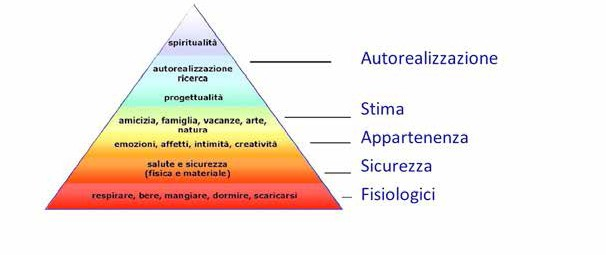 spiritualità
autorealizzazione
ricerca
progettualità
amicizia, famiglia, vacanze, arte,
natura
emozioni, affetti, intimità, creatività
salute e sicurezza
(fisica e materiale)
respirare, bere, mangiare, dormire, scaricarsi
Autorealizzazione
Stima
Appartenenza
Sicurezza
Fisiologici